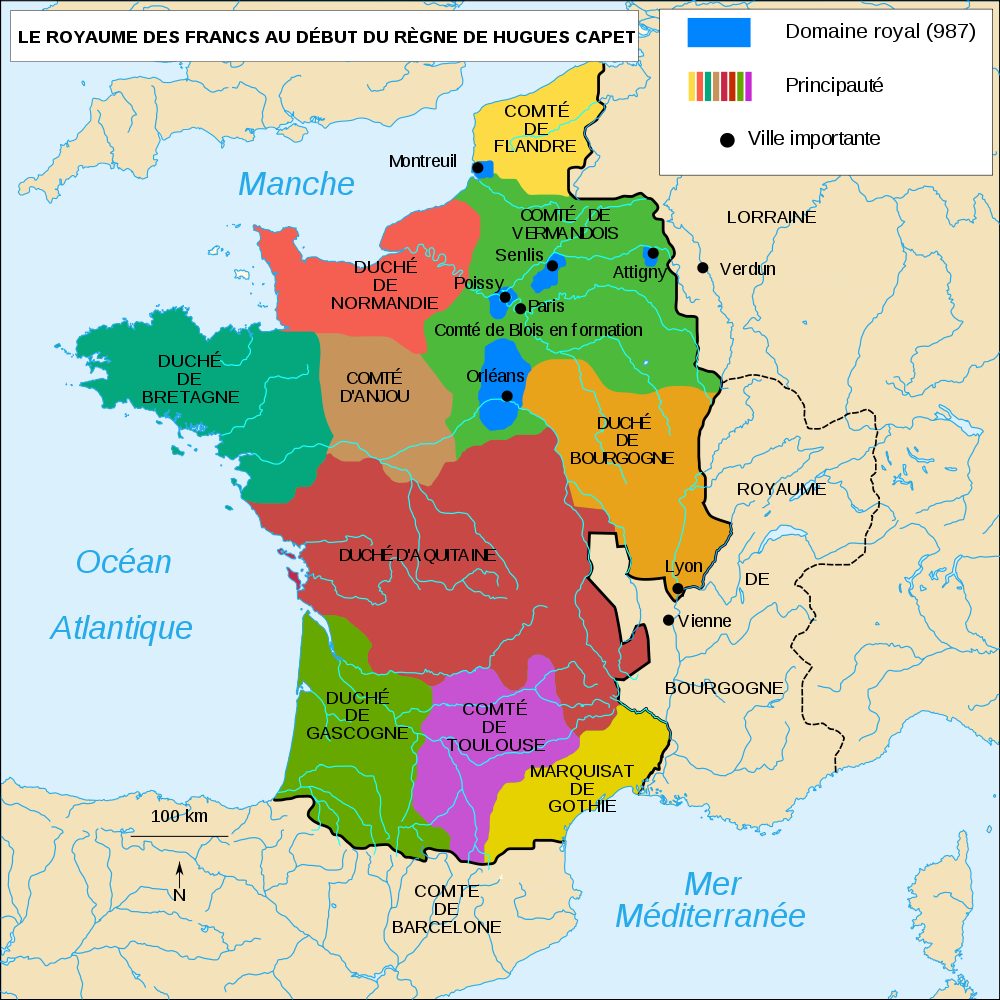 LE ROYAUME DES FRANCS AU DÉBUT DU RÈGNE DE HUGUES CAPET
Domaine royal (987)
Principauté
Ville importante
COMTÉ
DE
FLANDRE
Montreuil
Manche
COMTÉ DE
VERMANDOIS
LORRAINE
Senlis
Attigny
Verdun
DUCHÉ
DE
NORMANDIE
Poissy
Paris
Comté de Blois en formation
DUCHÉ
DE
BRETAGNE
COMTÉ
D'ANJOU
Orléans
DUCHÉ
DE
BOURGOGNE
ROYAUME
DE
BOURGOGNE
DUCHÉ D'AQUITAINE
Lyon
Vienne
Océan
Atlantique
DUCHÉ
DE
GASCOGNE
COMTÉ
DE
TOULOUSE
MARQUISAT
DE
GOTHIE
100 km
N
COMTE
DE
BARCELONE
Mer
Méditerranée